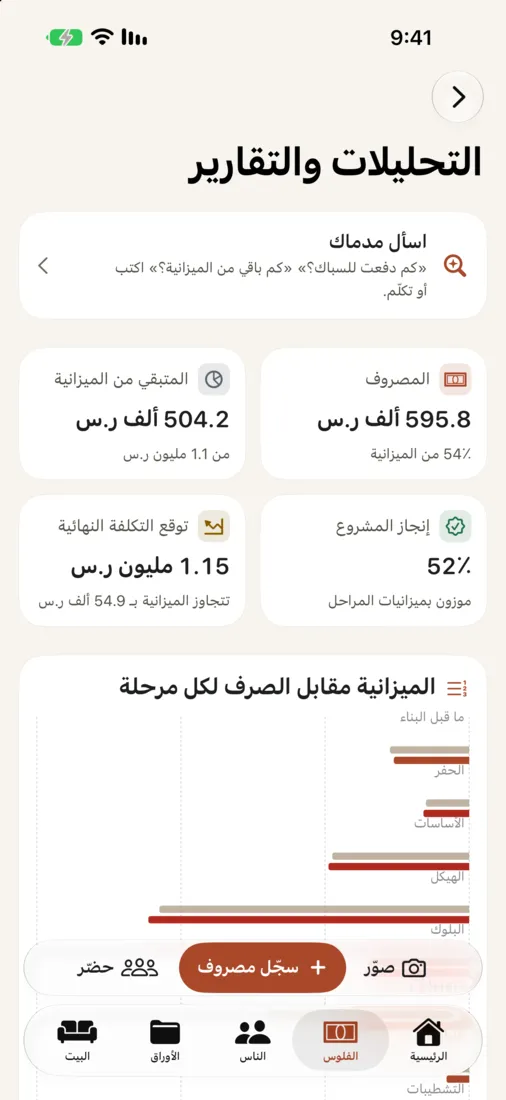 9:41
التحليلات والتقارير
اسأل مدماك
«كم دفعت للسباك؟» «كم باقي من الميزانية؟» اكتب
أو تكلّم.
المصروف
595.8 ألف ر.س
54٪ من الميزانية
المتبقي من الميزانية
504.2 ألف ر.س
من 1.1 مليون ر.س
إنجاز المشروع
52٪
موزون بميزانيات المراحل
توقع التكلفة النهائية
1.15 مليون ر.س
تتجاوز الميزانية بـ 54.9 ألف ر.س
الميزانية مقابل الصرف لكل مرحلة
ما قبل البناء
الحفر
الأساسات
الهيكل
البلوك
صوّر
سجّل مصروف
حضّر
الرئيسية
الفلوس
الناس
الأوراق
البيت
التشطيبات